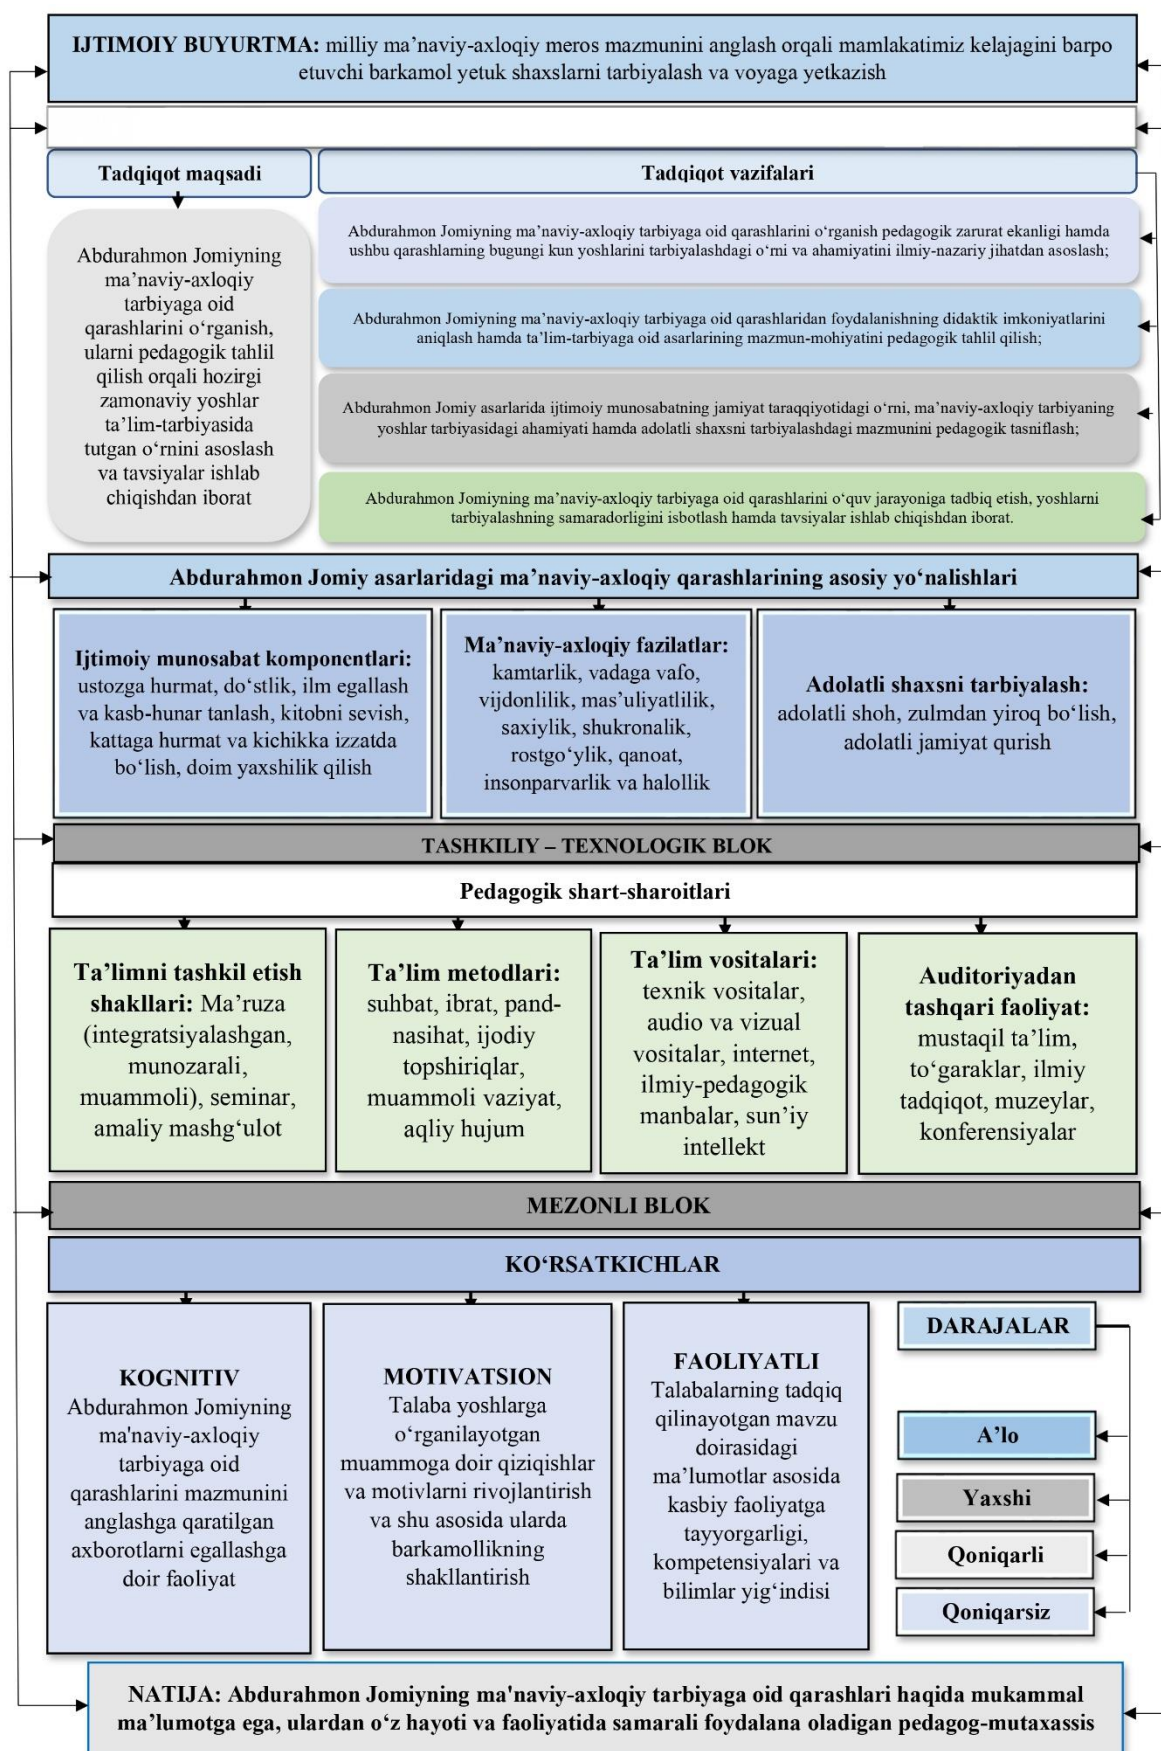 IJTIMOIY BUYURTMA: milliy ma’naviy-axloqiy meros mazmunini anglash orqali mamlakatimiz kelajagini barpo
etuvchi barkamol yetuk shaxslarni tarbiyalash va voyaga yetkazish
Tadqiqot maqsadi
Tadqiqot vazifalari
Abdurahmon Jomiyning
ma’naviy-axloqiy
tarbiyaga oid
qarashlarini o‘rganish,
ularni pedagogik tahlil
qilish orqali hozirgi
zamonaviy yoshlar
ta’lim-tarbiyasida
tutgan o‘rnini asoslash
va tavsiyalar ishlab
chiqishdan iborat
Abdurahmon Jomiyning ma’naviy-axloqiy tarbiyaga oid qarashlarini o‘rganish pedagogik zarurat ekanligi hamda
ushbu qarashlarning bugungi kun yoshlarini tarbiyalashdagi o‘rni va ahamiyatini ilmiy-nazariy jihatdan asoslash;
Abdurahmon Jomiyning ma’naviy-axloqiy tarbiyaga oid qarashlaridan foydalanishning didaktik imkoniyatlarini
aniqlash hamda ta’lim-tarbiyaga oid asarlarining mazmun-mohiyatini pedagogik tahlil qilish;
Abdurahmon Jomiy asarlarida ijtimoiy munosabatning jamiyat taraqqiyotidagi o‘rni, ma’naviy-axloqiy tarbiyaning
yoshlar tarbiyasidagi ahamiyati hamda adolatli shaxsni tarbiyalashdagi mazmunini pedagogik tasniflash;
Abdurahmon Jomiyning ma’naviy-axloqiy tarbiyaga oid qarashlarini o‘quv jarayoniga tadbiq etish, yoshlarni
tarbiyalashning samaradorligini isbotlash hamda tavsiyalar ishlab chiqishdan iborat.
Abdurahmon Jomiy asarlaridagi ma’naviy-axloqiy qarashlarining asosiy yo‘nalishlari
Ijtimoiy munosabat komponentlari:
ustozga hurmat, do‘stlik, ilm egallash
va kasb-hunar tanlash, kitobni sevish,
kattaga hurmat va kichikka izzatda
bo‘lish, doim yaxshilik qilish
Ma’naviy-axloqiy fazilatlar:
kamtarlik, vadaga vafo,
vijdonlilik, mas’uliyatlilik,
saxiylik, shukronalik,
rostgo‘ylik, qanoat,
insonparvarlik va halollik
Adolatli shaxsni tarbiyalash:
adolatli shoh, zulmdan yiroq bo‘lish,
adolatli jamiyat qurish
TASHKILIY – TEXNOLOGIK BLOK
Pedagogik shart-sharoitlari
Ta’limni tashkil etish
shakllari: Ma’ruza
(integratsiyalashgan,
munozarali,
muammoli), seminar,
amaliy mashg‘ulot
Ta’lim metodlari:
suhbat, ibrat, pand-
nasihat, ijodiy
topshiriqlar,
muammoli vaziyat,
aqliy hujum
Ta’lim vositalari:
texnik vositalar,
audio va vizual
vositalar, internet,
ilmiy-pedagogik
manbalar, sun’iy
intellekt
Auditoriyadan
tashqari faoliyat:
mustaqil ta’lim,
to‘garaklar, ilmiy
tadqiqot, muzeylar,
konferensiyalar
MEZONLI BLOK
KO‘RSATKICHLAR
KOGNITIV
Abdurahmon Jomiyning
ma'naviy-axloqiy
tarbiyaga oid
qarashlarini mazmunini
anglashga qaratilgan
axborotlarni egallashga
doir faoliyat
MOTIVATSION
Talaba yoshlarga
o‘rganilayotgan
muammoga doir qiziqishlar
va motivlarni rivojlantirish
va shu asosida ularda
barkamollikning
shakllantirish
FAOLIYATLI
Talabalarning tadqiq
qilinayotgan mavzu
doirasidagi
ma’lumotlar asosida
kasbiy faoliyatga
tayyorgarligi,
kompetensiyalari va
bilimlar yig‘indisi
DARAJALAR
A’lo
Yaxshi
Qoniqarli
Qoniqarsiz
NATIJA: Abdurahmon Jomiyning ma'naviy-axloqiy tarbiyaga oid qarashlari haqida mukammal
ma’lumotga ega, ulardan o‘z hayoti va faoliyatida samarali foydalana oladigan pedagog-mutaxassis